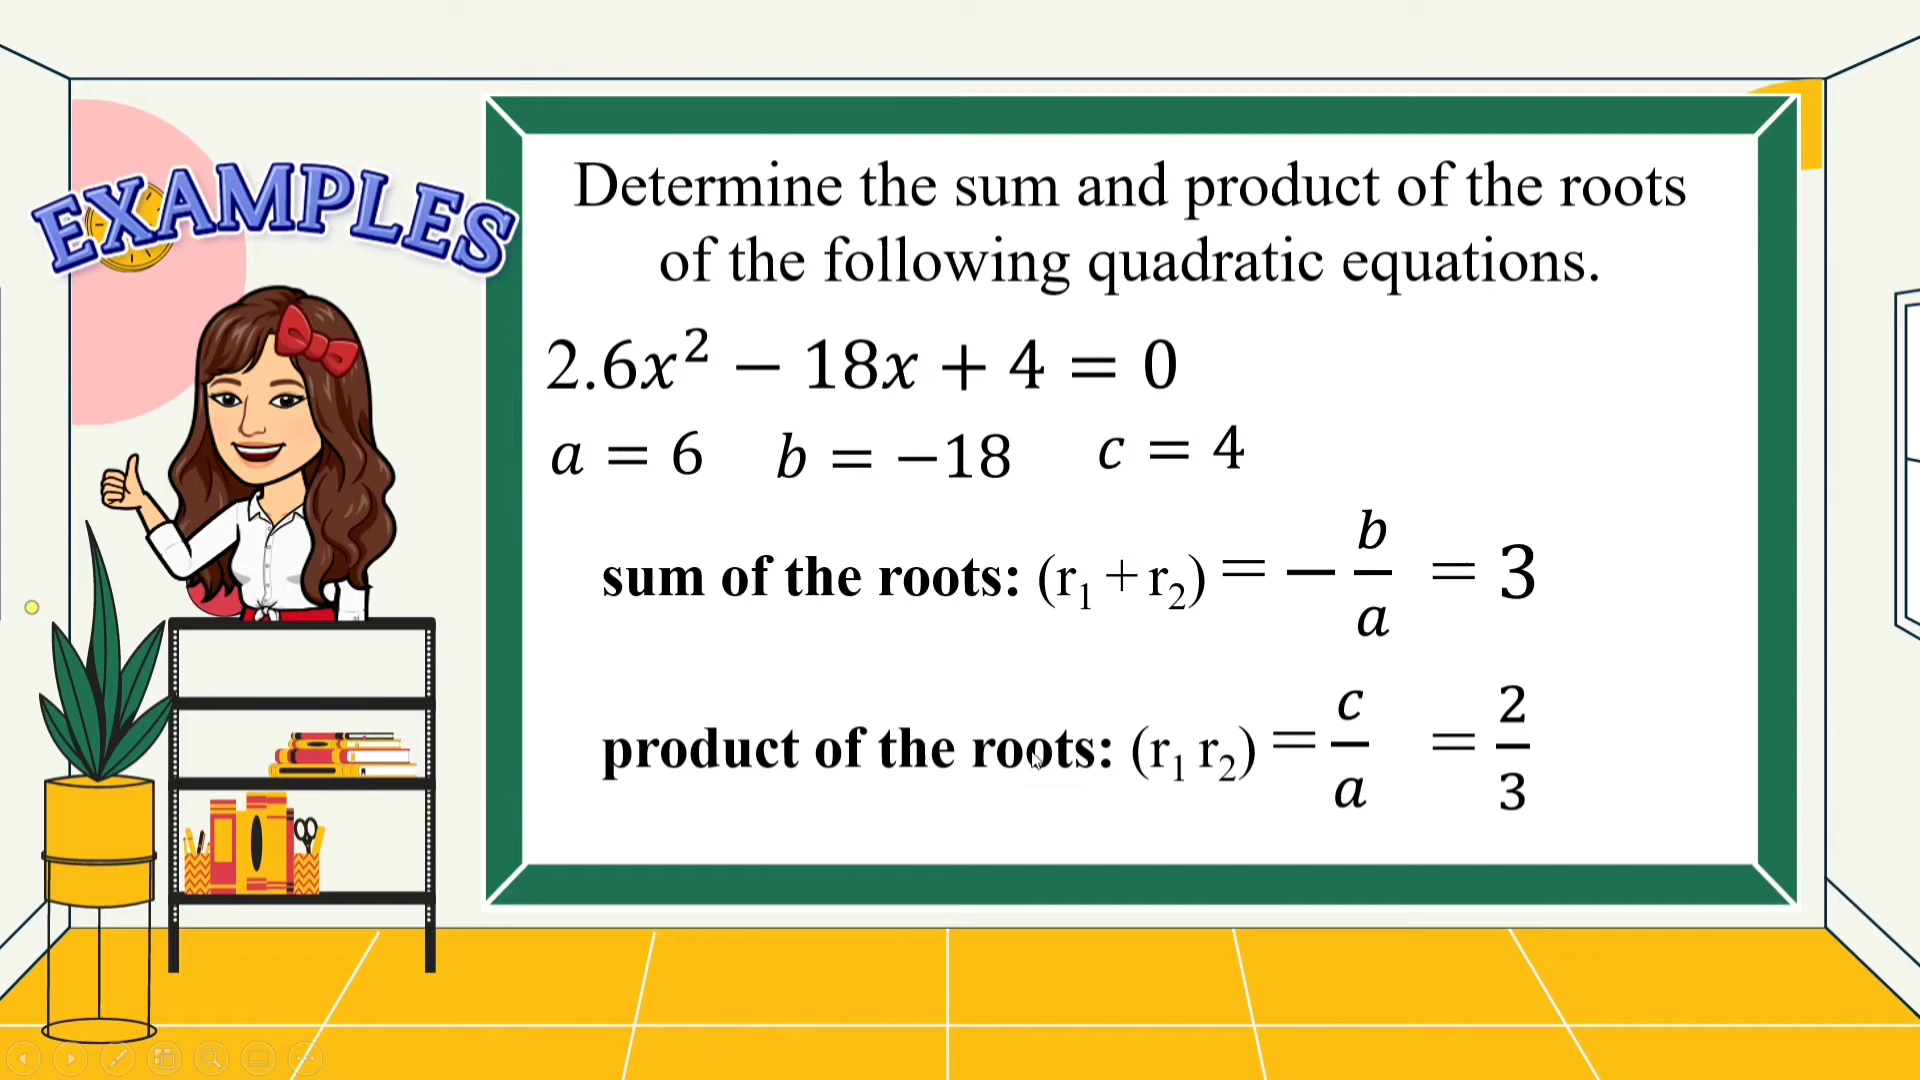 EXAMPLES
Determine the sum and product of the roots
of the following quadratic equations.
2.6x² − 18x + 4 = 0
a = 6 b = −18 c = 4
sum of the roots: (r₁ + r₂) = − b/a = 3
product of the roots: (r₁ r₂) = c/a = 2/3